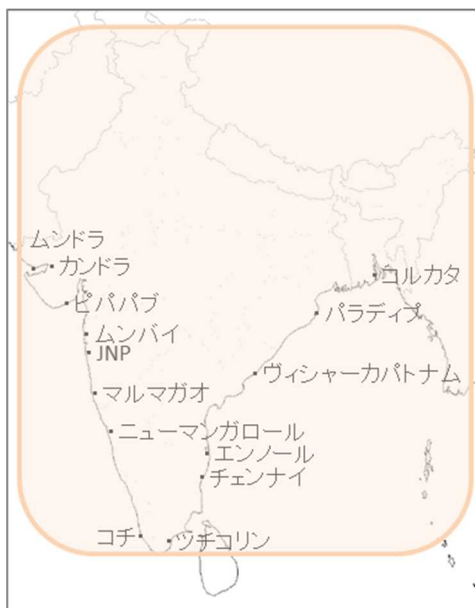 ムンドラ
カンドラ
コルカタ
ピパパブ
パラディプ
ムンバイ
JNP
ヴィシャーカパトナム
マルマガオ
ニューマンガロール
エンノール
チェンナイ
コチ
ツチコリン